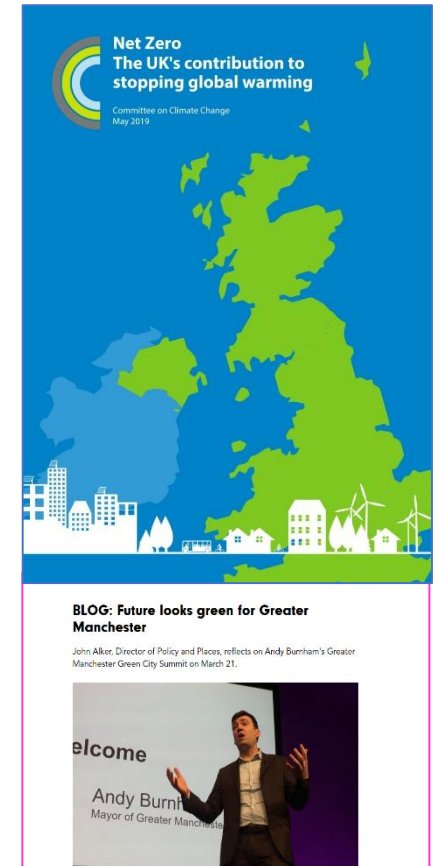 Net Zero
The UK's contribution to
stopping global warming
Committee on Climate Change
May 2019
BLOG: Future looks green for Greater
Manchester
John Alker, Director of Policy and Places, reflects on Andy Burnham's Greater
Manchester Green City Summit on March 21.
elcome
Andy Burnh
Mayor of Greater Manchester